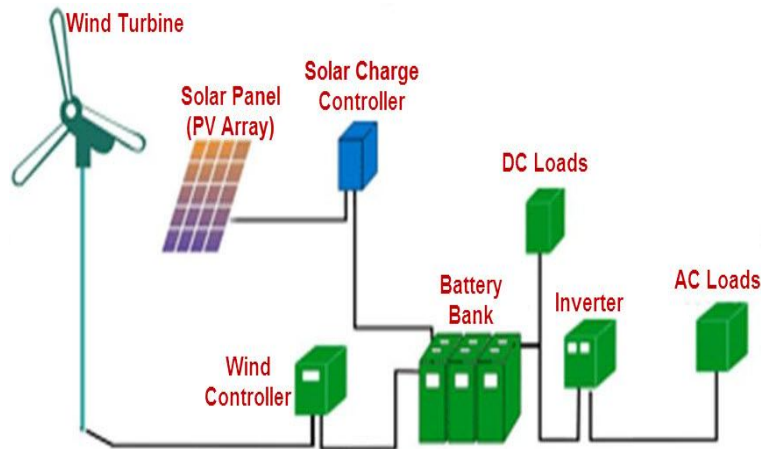 Wind Turbine
Solar Panel
(PV Array)
Solar Charge
Controller
DC Loads
Battery
Bank
Inverter
AC Loads
Wind
Controller